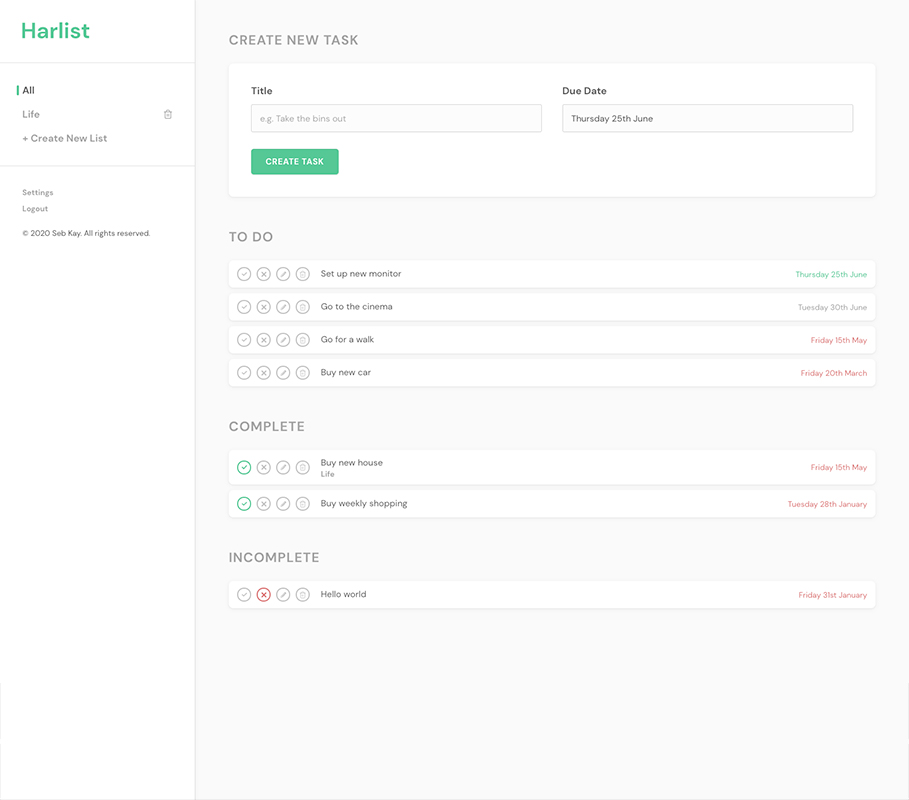 Harlist
All
Life
+ Create New List
Settings
Logout
© 2020 Seb Kay. All rights reserved.
CREATE NEW TASK
Title
Due Date
e.g. Take the bins out
Thursday 25th June
CREATE TASK
TO DO
Set up new monitor
Thursday 25th June
Go to the cinema
Tuesday 30th June
Go for a walk
Friday 15th May
Buy new car
Friday 20th March
COMPLETE
Buy new house
Life
Friday 15th May
Buy weekly shopping
Tuesday 28th January
INCOMPLETE
Hello world
Friday 31st January